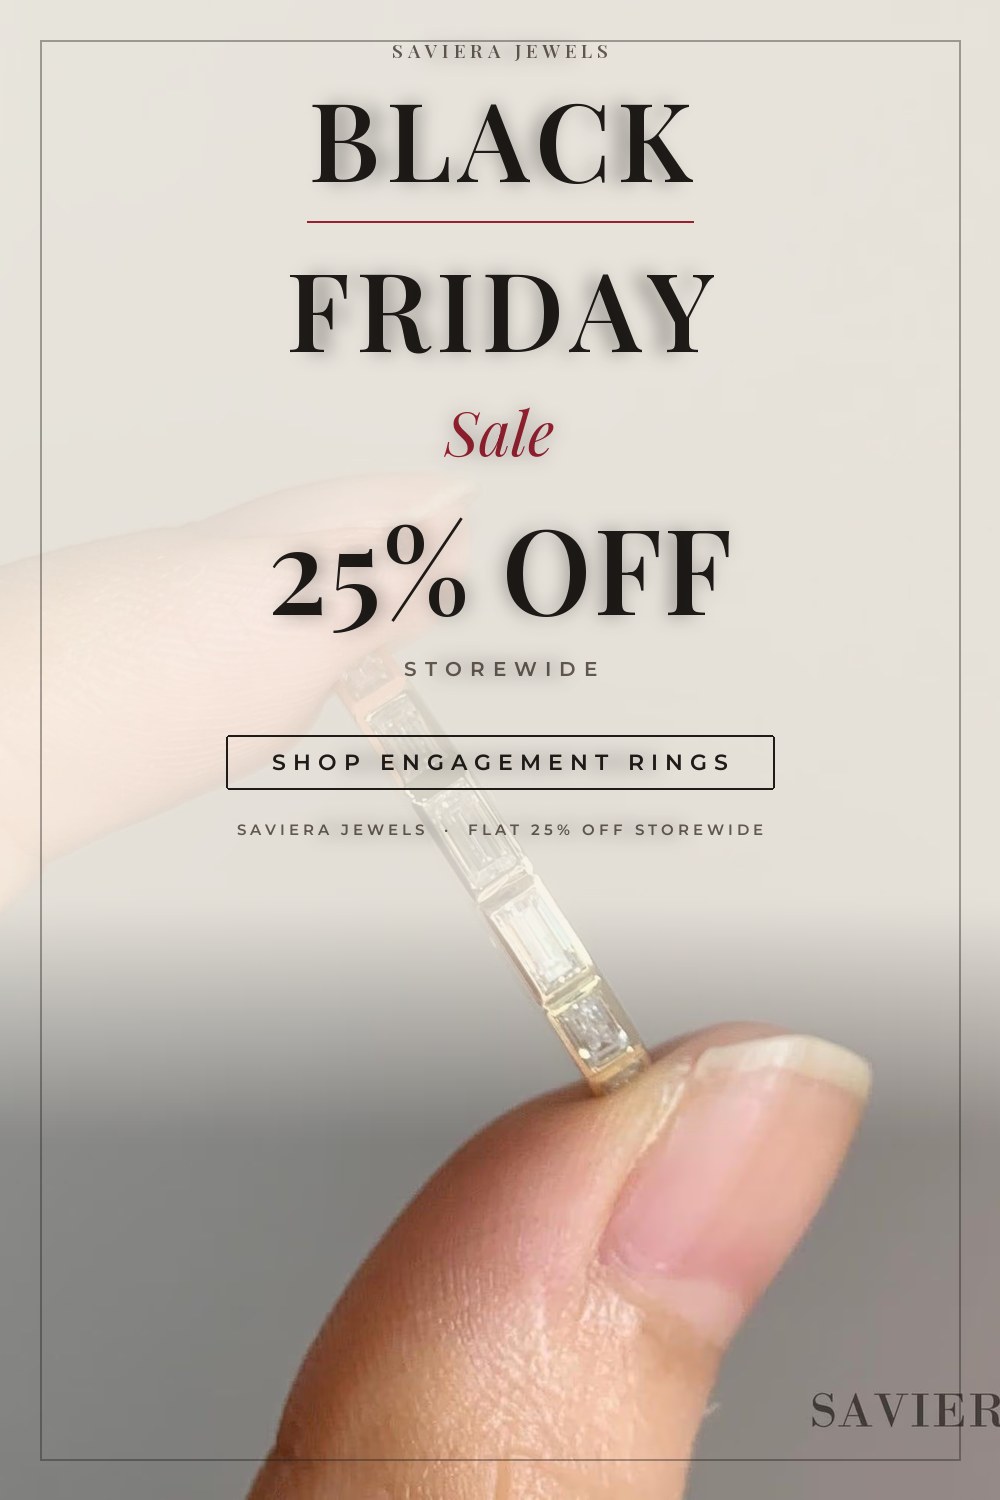 SAVIERA JEWELS
BLACK
FRIDAY
Sale
25% OFF
STOREWIDE
SHOP ENGAGEMENT RINGS
SAVIERA JEWELS · FLAT 25% OFF STOREWIDE
SAVIER